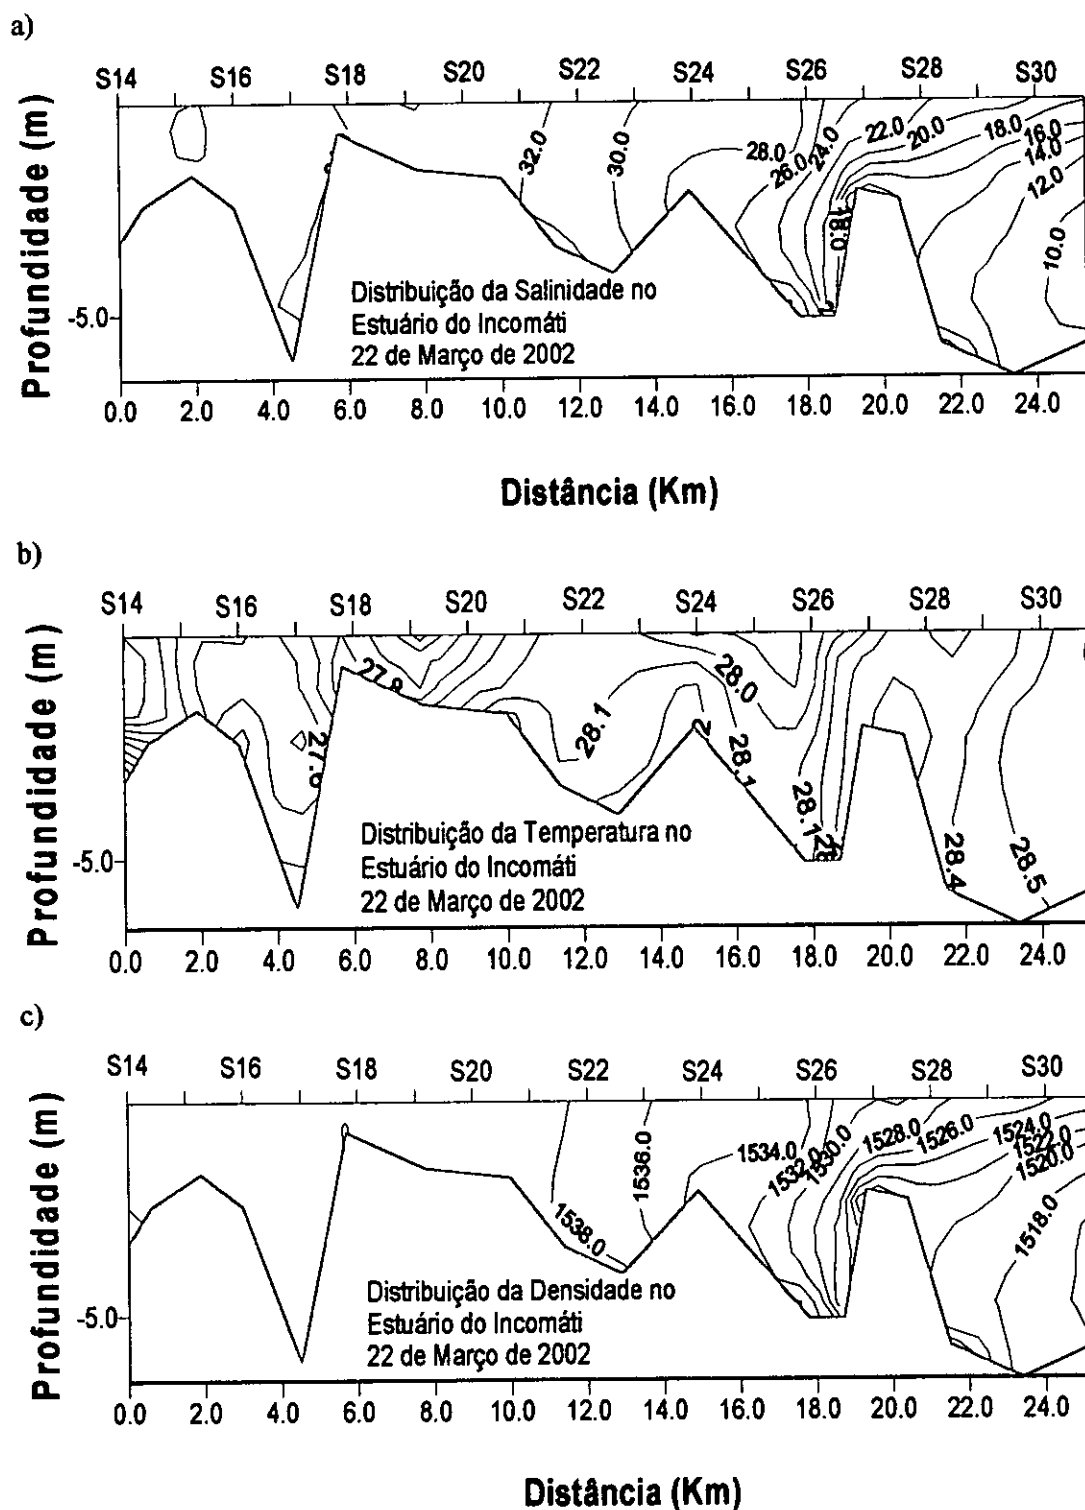 a)
S14 S16 S18 S20 S22 S24 S26 S28 S30
Profundidade (m)
-5.0
32.0
30.0
28.0
26.0
24.0
22.0
20.0
18.0
16.0
14.0
12.0
10.0
18.0
Distribuição da Salinidade no
Estuário do Incomáti
22 de Março de 2002
0.0 2.0 4.0 6.0 8.0 10.0 12.0 14.0 16.0 18.0 20.0 22.0 24.0
Distância (Km)
b)
S14 S16 S18 S20 S22 S24 S26 S28 S30
Profundidade (m)
-5.0
27.8
28.1
28.0
28.1
28.1
28.4
28.5
Distribuição da Temperatura no
Estuário do Incomáti
22 de Março de 2002
0.0 2.0 4.0 6.0 8.0 10.0 12.0 14.0 16.0 18.0 20.0 22.0 24.0
c)
S14 S16 S18 S20 S22 S24 S26 S28 S30
Profundidade (m)
-5.0
1538.0
1536.0
1534.0
1532.0
1530.0
1528.0
1526.0
1524.0
1522.0
1520.0
1518.0
Distribuição da Densidade no
Estuário do Incomáti
22 de Março de 2002
0.0 2.0 4.0 6.0 8.0 10.0 12.0 14.0 16.0 18.0 20.0 22.0 24.0
Distância (Km)